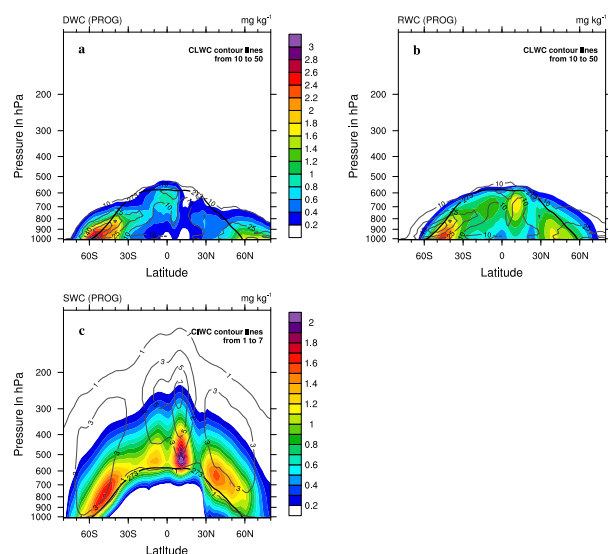 DWC (PROG) mg kg⁻¹
a
CLWC contour lines
from 10 to 50
Pressure in hPa
200
300
400
500
600
700
800
900
1000
60S 30S 0 30N 60N
Latitude
3
2.8
2.6
2.4
2.2
2
1.8
1.6
1.4
1.2
1
0.8
0.6
0.4
0.2
RWC (PROG) mg kg⁻¹
b
CLWC contour lines
from 10 to 50
Pressure in hPa
200
300
400
500
600
700
800
900
1000
60S 30S 0 30N 60N
Latitude
SWC (PROG) mg kg⁻¹
c
CIWC contour lines
from 1 to 7
Pressure in hPa
200
300
400
500
600
700
800
900
1000
60S 30S 0 30N 60N
Latitude
2
1.8
1.6
1.4
1.2
1
0.8
0.6
0.4
0.2